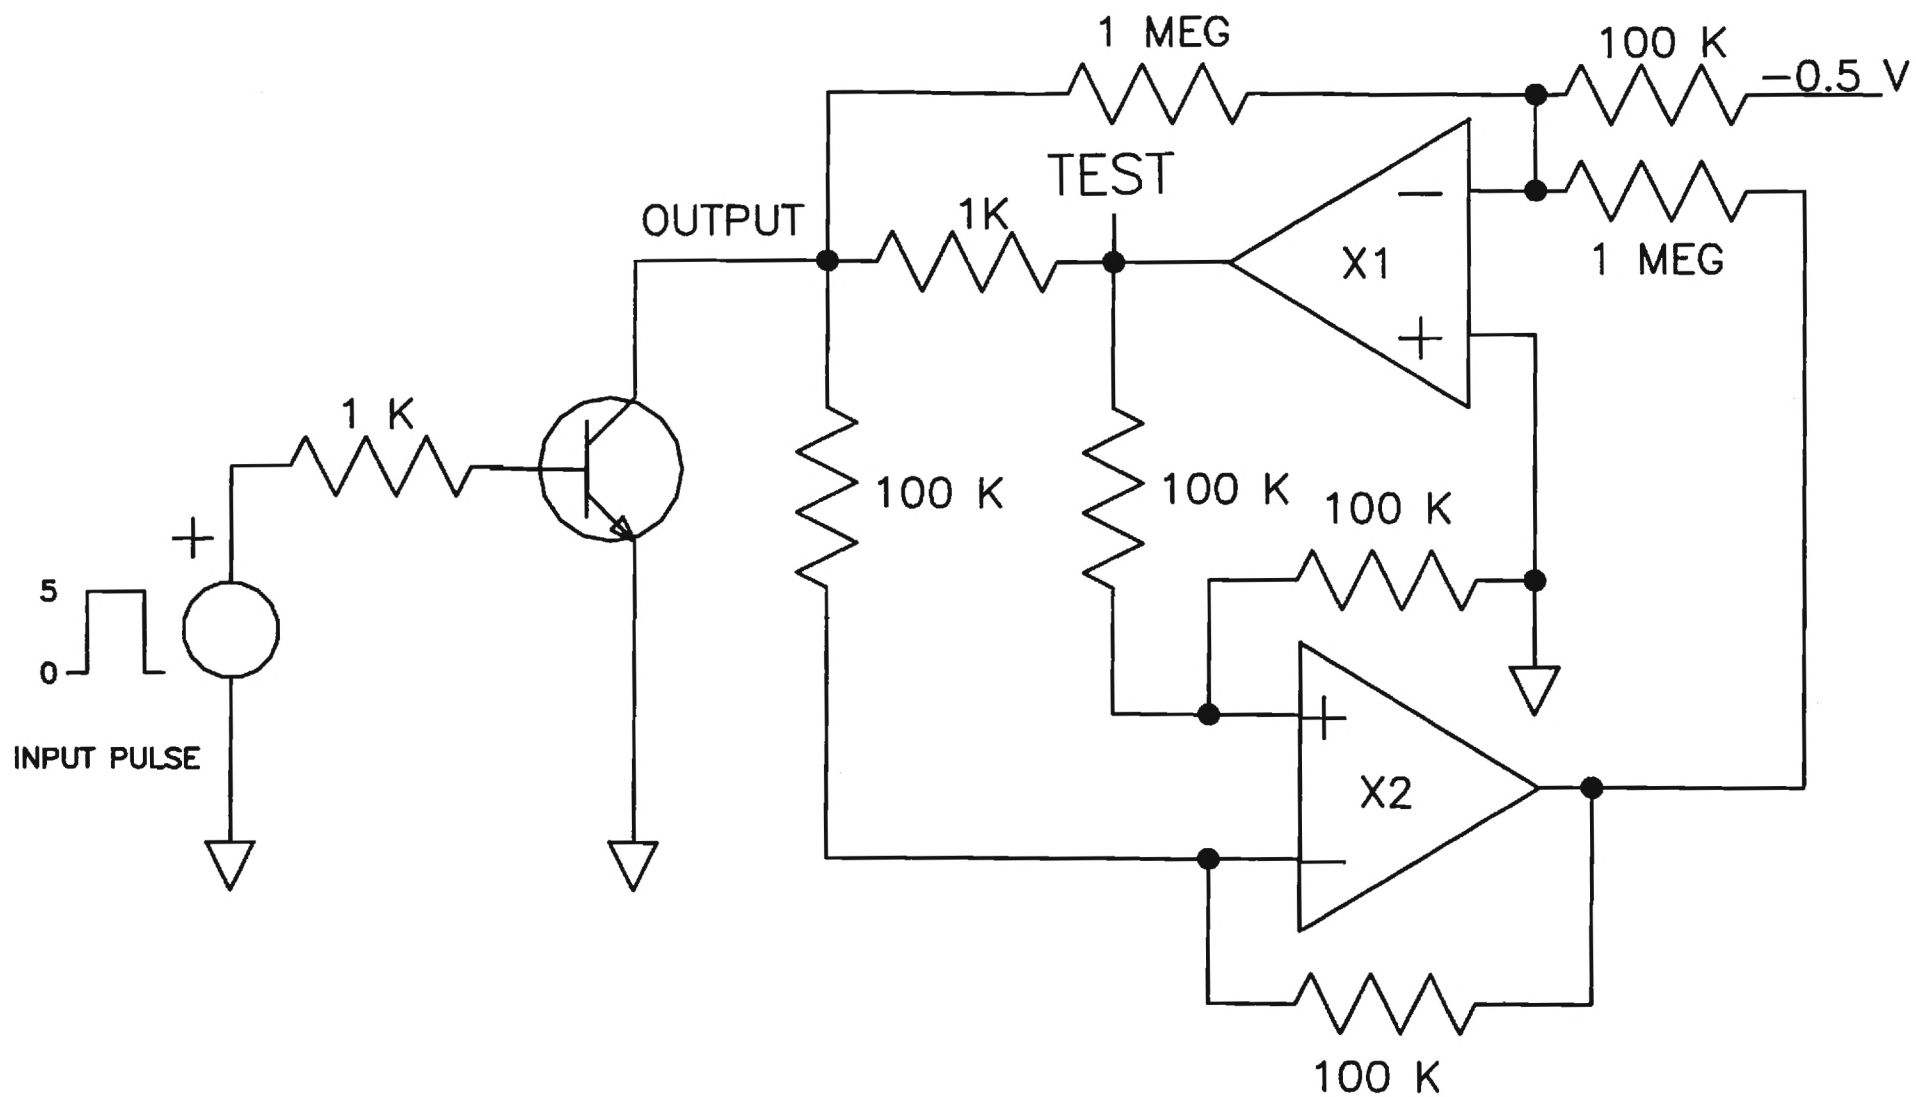 1 MEG
100 K
−0.5 V
TEST
OUTPUT
1K
−
X1
1 MEG
+
1 K
100 K
100 K
100 K
+
5
0
+
X2
−
INPUT PULSE
100 K